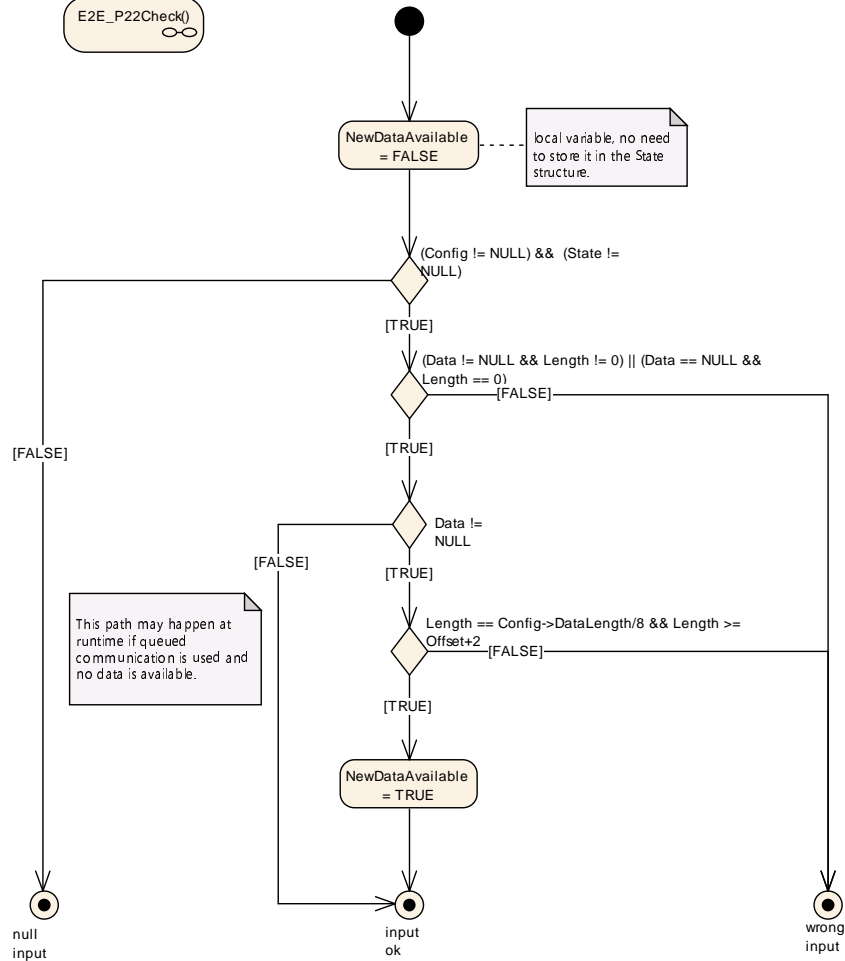 E2E_P22Check()
NewDataAvailable
= FALSE
local variable, no need
to store it in the State
structure.
(Config != NULL) && (State !=
NULL)
[TRUE]
(Data != NULL && Length != 0) || (Data == NULL &&
Length == 0)
[FALSE]
[TRUE]
[FALSE]
Data !=
NULL
[FALSE]
[TRUE]
This path may happen at
runtime if queued
communication is used and
no data is available.
Length == Config->DataLength/8 && Length >=
Offset+2
[FALSE]
[TRUE]
NewDataAvailable
= TRUE
null
input
input
ok
wrong
input